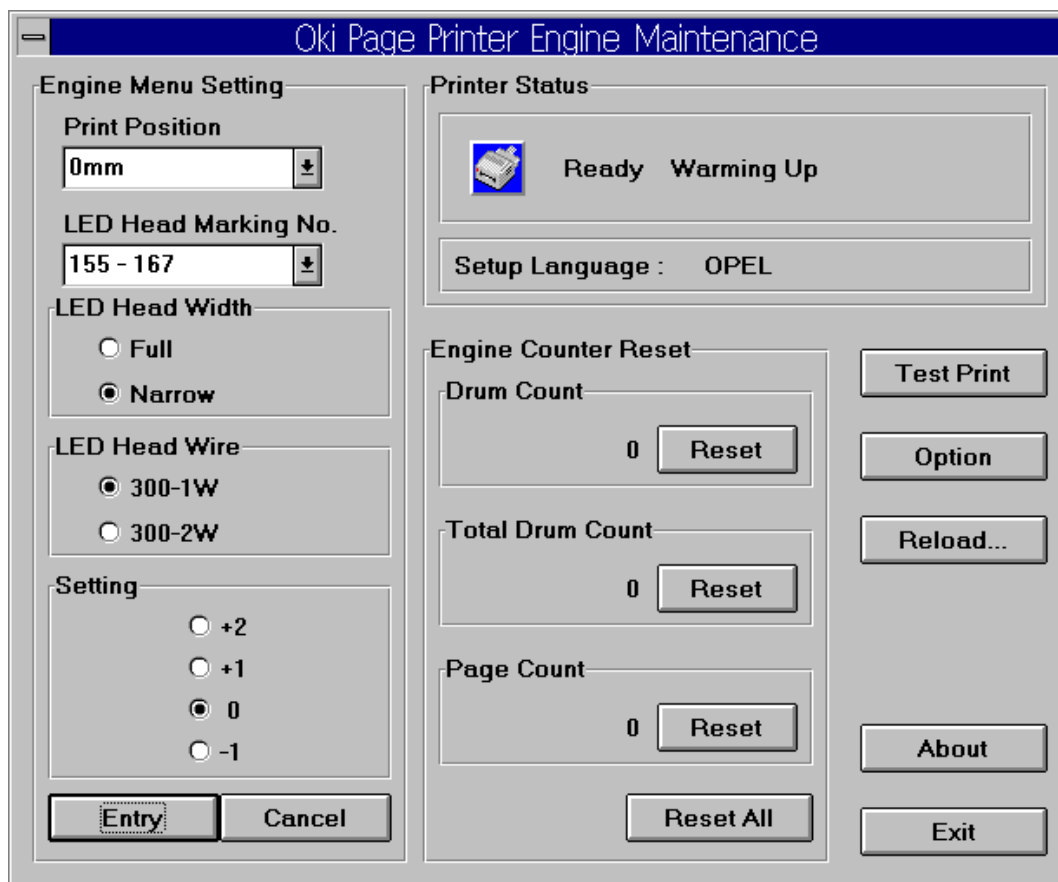 Oki Page Printer Engine Maintenance
Engine Menu Setting
Print Position
0mm
LED Head Marking No.
155 - 167
LED Head Width
Full
Narrow
LED Head Wire
300-1W
300-2W
Setting
+2
+1
0
-1
Entry
Cancel
Printer Status
Ready Warming Up
Setup Language : OPEL
Engine Counter Reset
Drum Count
0 Reset
Total Drum Count
0 Reset
Page Count
0 Reset
Reset All
Test Print
Option
Reload...
About
Exit